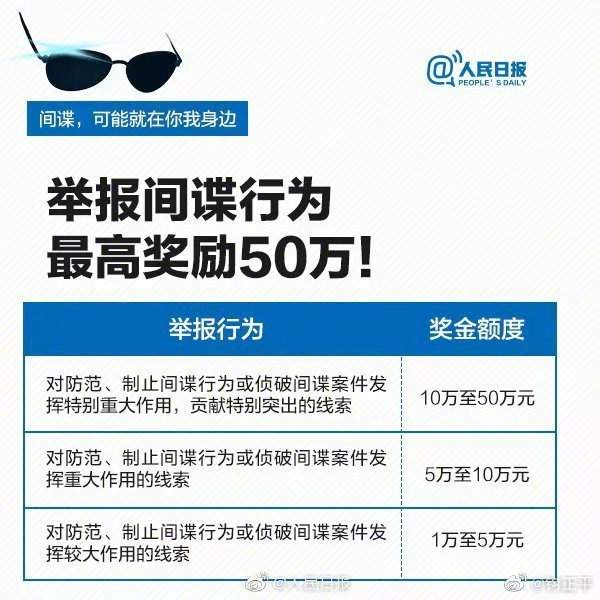 @人民日报
PEOPLE'S DAILY
间谍，可能就在你我身边
举报间谍行为
最高奖励50万！
举报行为
奖金额度
对防范、制止间谍行为或侦破间谍案件发
挥特别重大作用，贡献特别突出的线索
10万至50万元
对防范、制止间谍行为或侦破间谍案件发
挥重大作用的线索
5万至10万元
对防范、制止间谍行为或侦破间谍案件发
挥较大作用的线索
1万至5万元
@人民日报
@钧正平